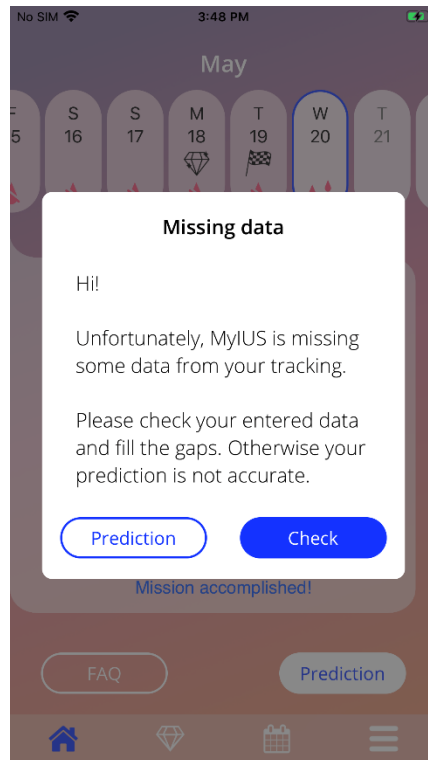 No SIM 3:48 PM
May
F S S M T W T
5 16 17 18 19 20 21
Missing data
Hi!
Unfortunately, MyIUS is missing
some data from your tracking.
Please check your entered data
and fill the gaps. Otherwise your
prediction is not accurate.
Prediction Check
Mission accomplished!
FAQ Prediction